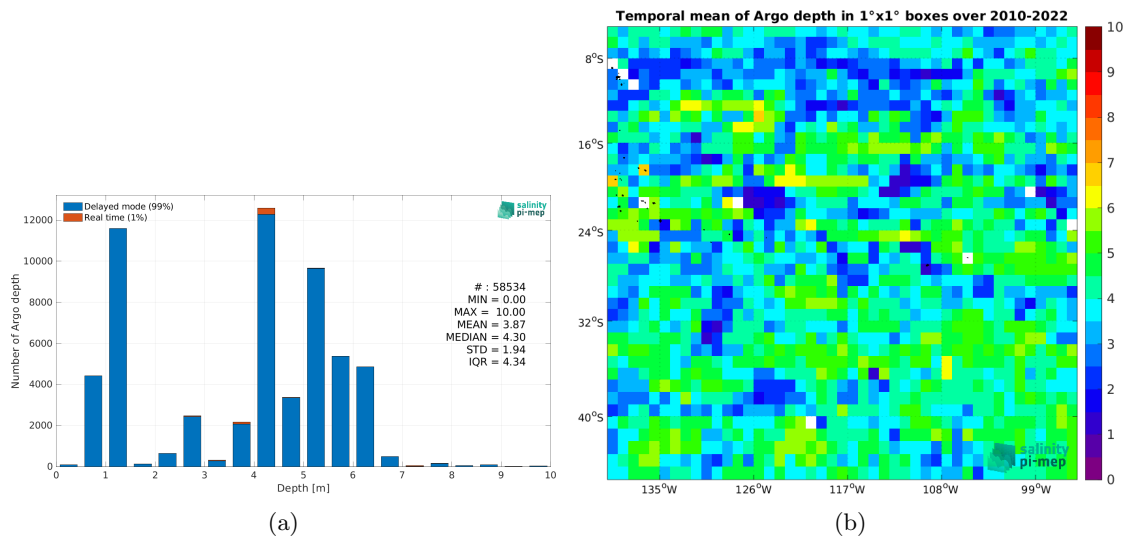 Temporal mean of Argo depth in 1°x1° boxes over 2010-2022
Delayed mode (99%)
Real time (1%)
salinity
pi-mep
# : 58534
MIN = 0.00
MAX = 10.00
MEAN = 3.87
MEDIAN = 4.30
STD = 1.94
IQR = 4.34
Number of Argo depth
12000
10000
8000
6000
4000
2000
0
0 1 2 3 4 5 6 7 8 9 10
Depth [m]
(a)
8°S
16°S
24°S
32°S
40°S
135°W 126°W 117°W 108°W 99°W
salinity
pi-mep
10
9
8
7
6
5
4
3
2
1
0
(b)